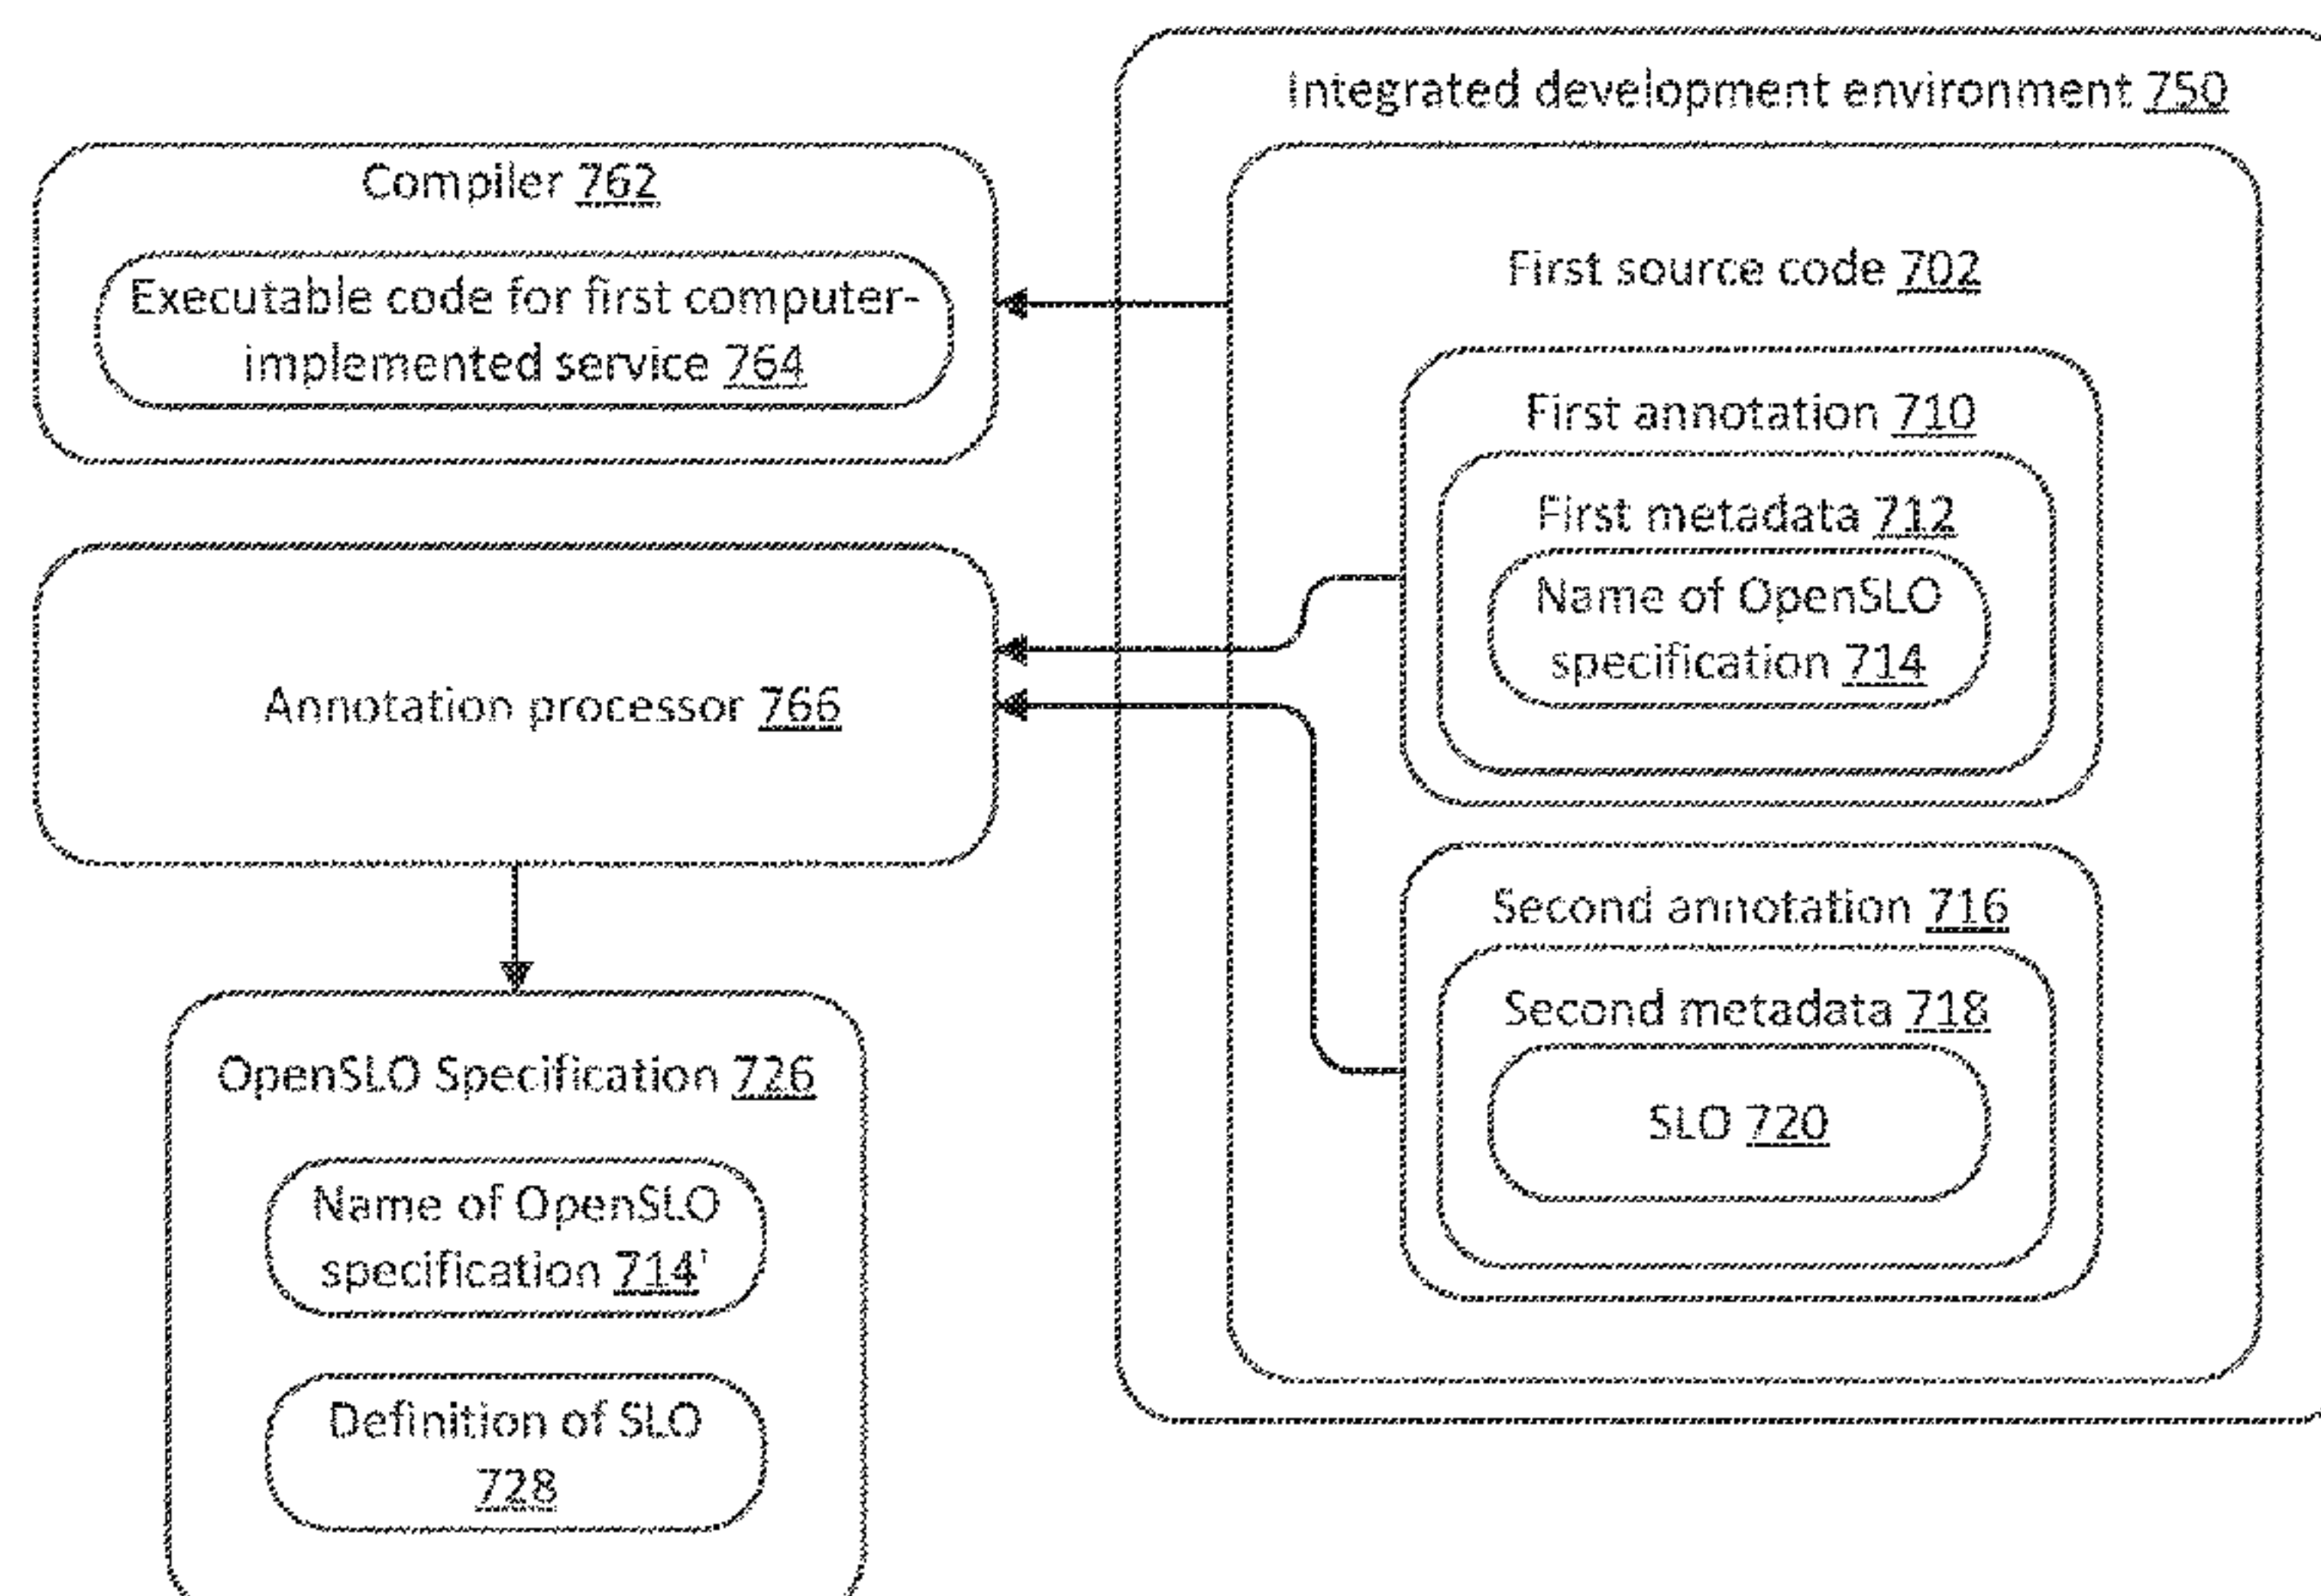 Integrated development environment 750
Compiler 762
Executable code for first computer-
implemented service 764
First source code 702
First annotation 710
First metadata 712
Name of OpenSLO
specification 714
Annotation processor 766
Second annotation 716
Second metadata 718
SLO 720
OpenSLO Specification 726
Name of OpenSLO
specification 714'
Definition of SLO
728